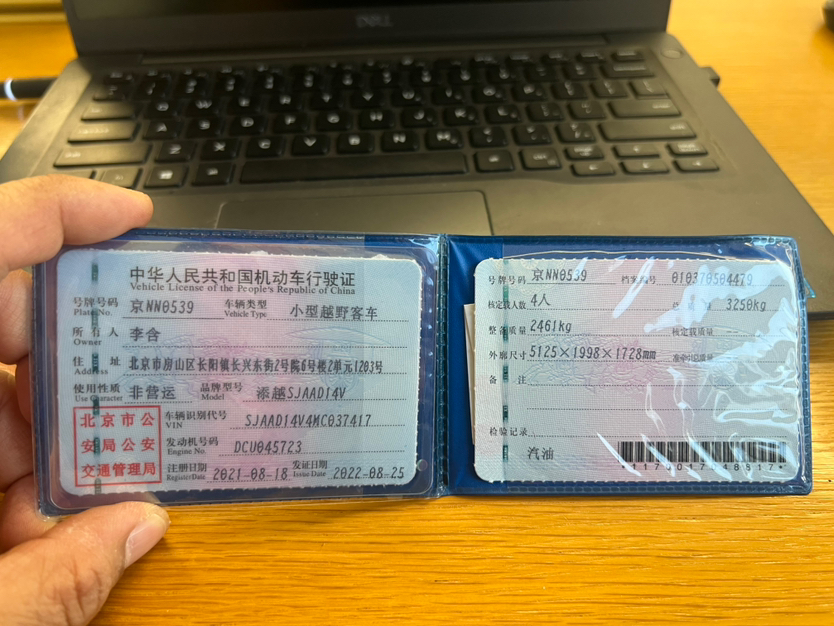 DELL
中华人民共和国机动车行驶证
Vehicle License of the People's Republic of China
号牌号码 京NN0539 车辆类型 小型越野客车
Plate No. Vehicle Type
所有人 李含
Owner
住址 北京市房山区长阳镇长兴东街2号院6号楼2单元1203号
Address
使用性质 非营运 品牌型号 添越SJAAD14V
Use Character Model
北京市公
安局公安
交通管理局
车辆识别代号 SJAAD14V4MC037417
VIN
发动机号码 DCU045723
Engine No.
注册日期 2021-08-18 发证日期 2022-08-25
Register Date Issue Date
号牌号码 京NN0539 档案编号 010370504479
核定载人数 4人 3250kg
整备质量 2461kg 核定载质量
外廓尺寸 5125×1998×1728mm 准牵引总质量
备注
检验记录
汽油